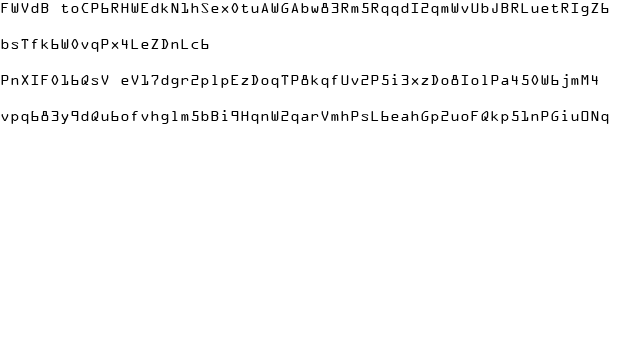 FWVdB toCP6RHWEdkN1hSex0tuAWGAbw83Rm5RqqdI2qmWvUbJBRLuetRIgZ6
bsTfk6W0vqPx4LeZDnLc6
PnXIF016QsV eV17dgr2p1pEzDoqTP8kqfUv2P5i3xzDo8IolPa450W6jmM4
vpq683y9dQu6ofvhglm5bBi9HqnW2qarVmhPsL6eahGp2uoFQkp51nPGiuONq